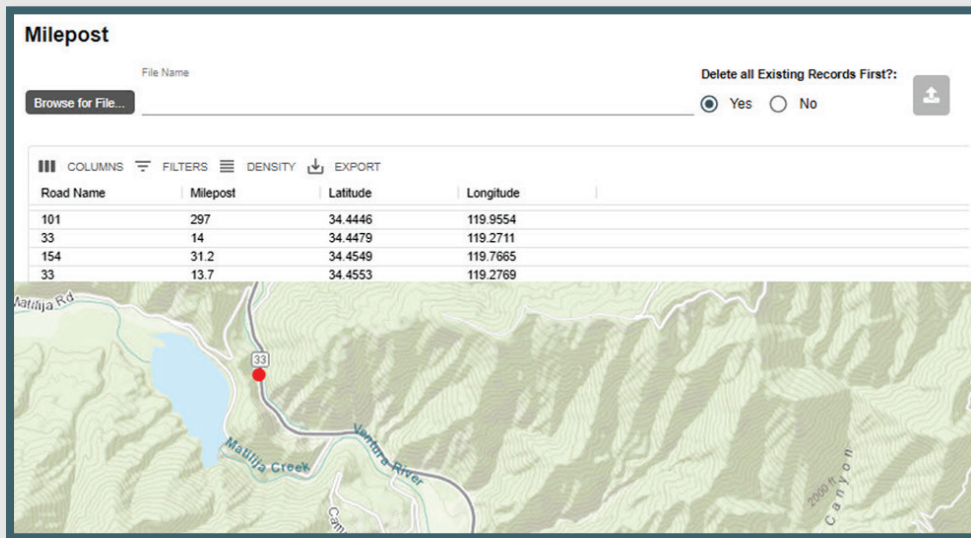 Milepost
File Name
Delete all Existing Records First?:
Browse for File...
Yes No
COLUMNS FILTERS DENSITY EXPORT
Road Name Milepost Latitude Longitude
101 297 34.4446 119.9554
33 14 34.4479 119.2711
154 31.2 34.4549 119.7665
33 13.7 34.4553 119.2769
Matilija Rd
33
Matilija Creek
Ventura River
2000 ft
Canyon